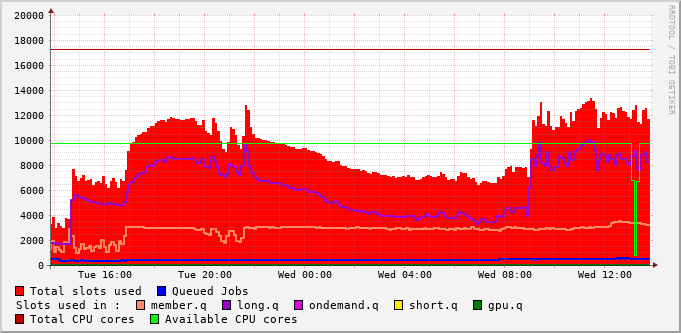 20000
18000
16000
14000
12000
10000
8000
6000
4000
2000
0
Tue 16:00 Tue 20:00 Wed 00:00 Wed 04:00 Wed 08:00 Wed 12:00
Total slots used Queued Jobs
Slots used in : member.q long.q ondemand.q short.q gpu.q
Total CPU cores Available CPU cores
RRDTOOL / TOBI OETIKER